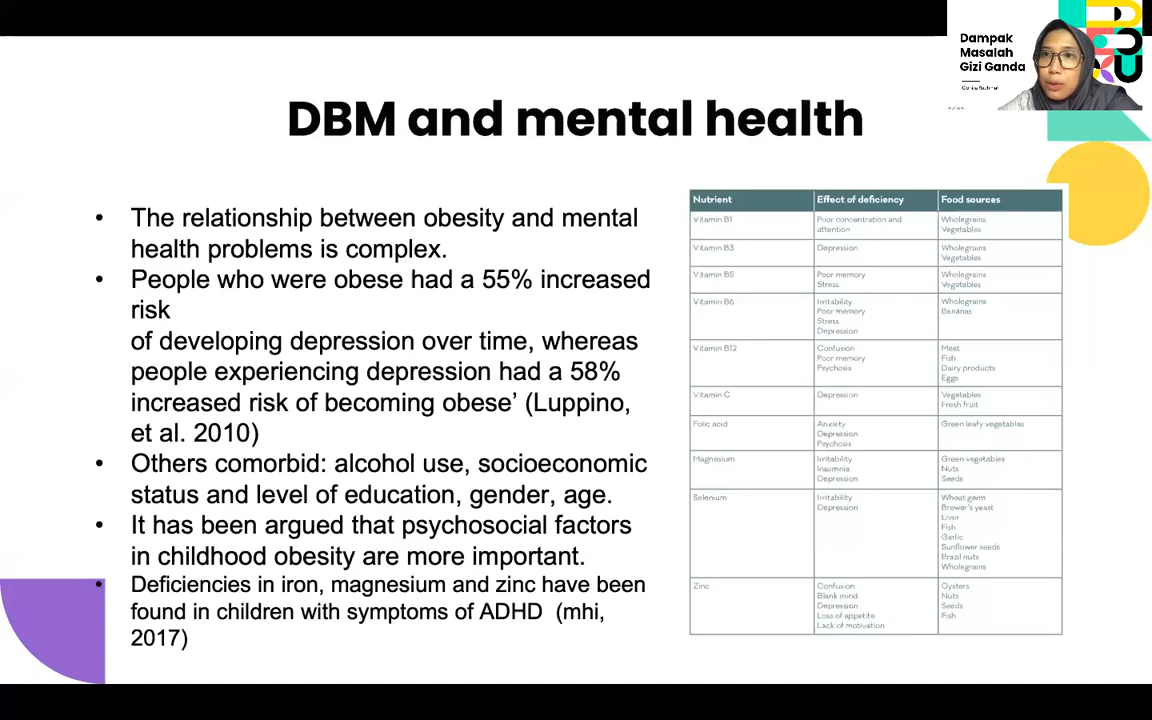 Dampak
Masalah
Gizi Ganda
DBM and mental health
• The relationship between obesity and mental
health problems is complex.
• People who were obese had a 55% increased
risk
of developing depression over time, whereas
people experiencing depression had a 58%
increased risk of becoming obese’ (Luppino,
et al. 2010)
• Others comorbid: alcohol use, socioeconomic
status and level of education, gender, age.
• It has been argued that psychosocial factors
in childhood obesity are more important.
• Deficiencies in iron, magnesium and zinc have been
found in children with symptoms of ADHD (mhi,
2017)
Nutrient Effect of deficiency Food sources
Vitamin B1 Poor concentration and Wholegrains
attention Vegetables
Vitamin B3 Depression Wholegrains
Vegetables
Vitamin B5 Poor memory Wholegrains
Stress Vegetables
Vitamin B6 Irritability Wholegrains
Poor memory Bananas
Stress
Depression
Vitamin B12 Confusion Meat
Poor memory Fish
Psychosis Dairy products
Eggs
Vitamin C Depression Vegetables
Fresh fruit
Folic acid Anxiety Green leafy vegetables
Depression
Psychosis
Magnesium Irritability Green vegetables
Insomnia Nuts
Depression Seeds
Selenium Irritability Wheat germ
Depression Brewer's yeast
Liver
Fish
Garlic
Sunflower seeds
Brazil nuts
Wholegrains
Zinc Confusion Oysters
Blank mind Nuts
Depression Seeds
Loss of appetite Fish
Lack of motivation